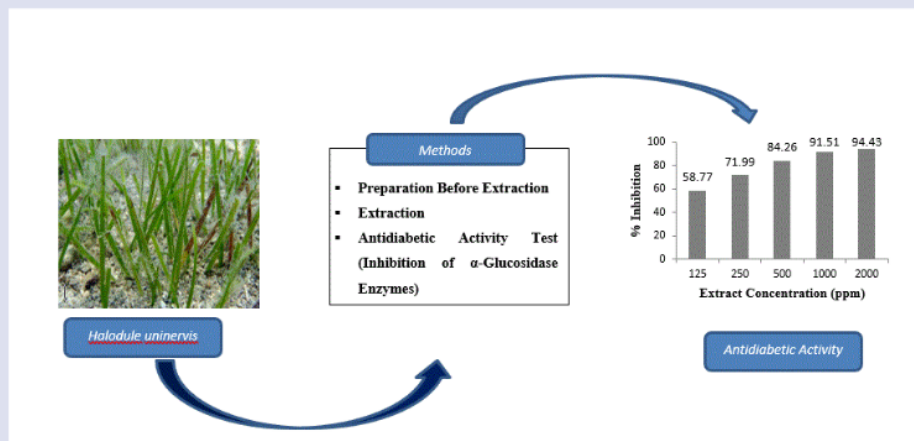 Halodule uninervis
Methods
▪ Preparation Before Extraction
▪ Extraction
▪ Antidiabetic Activity Test
(Inhibition of α-Glucosidase
Enzymes)
% Inhibition
100
80
60
40
20
0
58.77
71.99
84.26
91.51
94.43
125 250 500 1000 2000
Extract Concentration (ppm)
Antidiabetic Activity